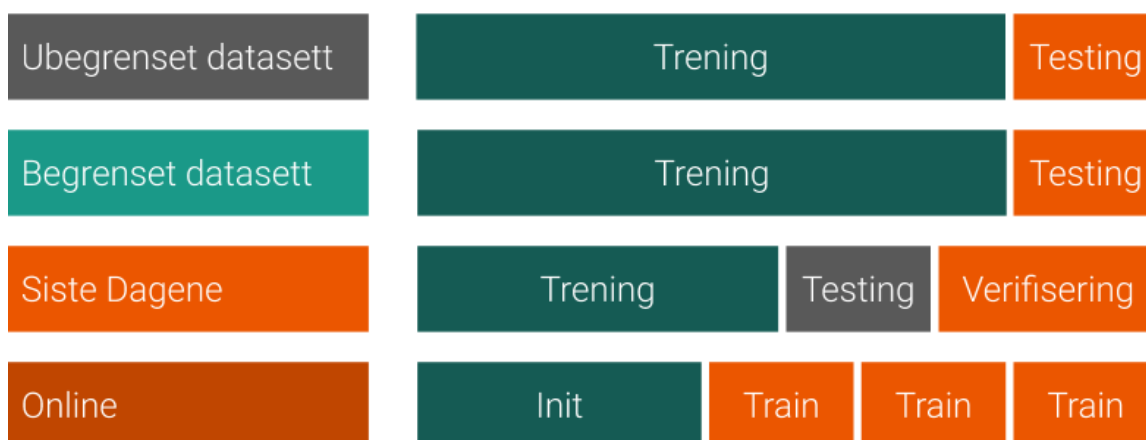 Ubegrenset datasett Trening Testing
Begrenset datasett Trening Testing
Siste Dagene Trening Testing Verifisering
Online Init Train Train Train